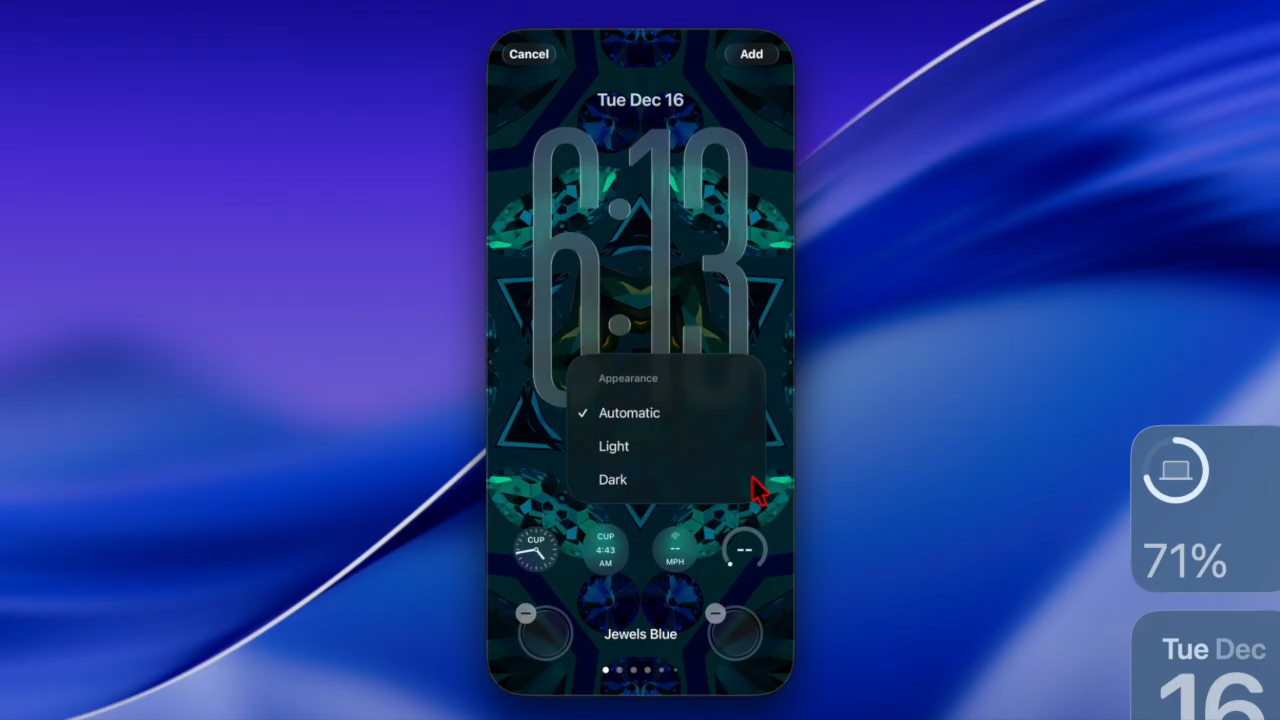 Cancel
Add
Tue Dec 16
6:13
Appearance
✓ Automatic
Light
Dark
CUP
CUP
4:43
AM
--
MPH
--
Jewels Blue
71%
Tue Dec
16